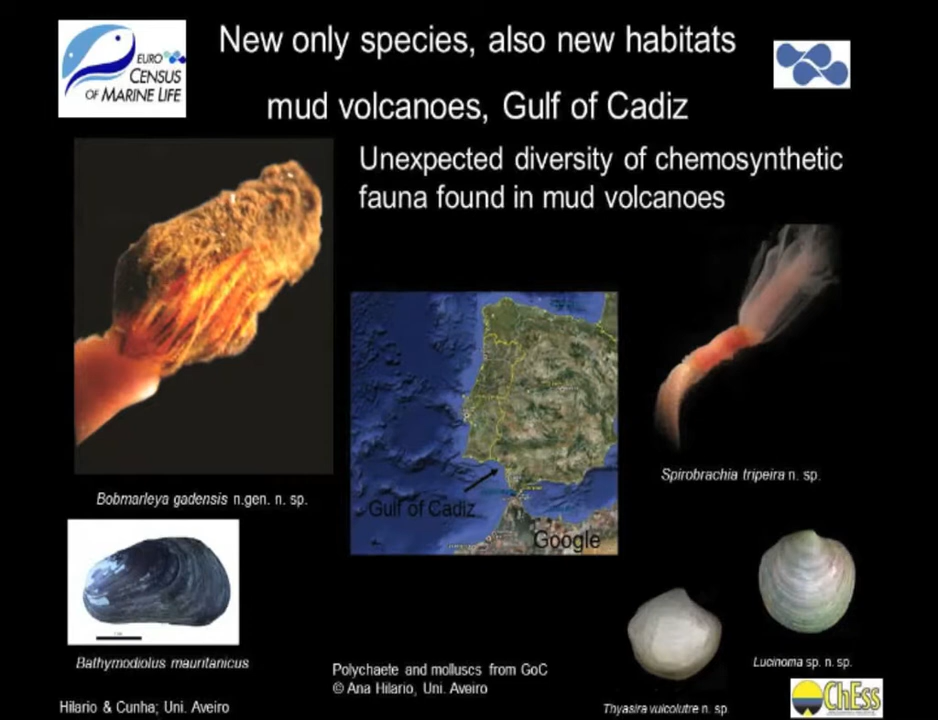 New only species, also new habitats
mud volcanoes, Gulf of Cadiz
EURO
CENSUS
OF MARINE LIFE
Unexpected diversity of chemosynthetic
fauna found in mud volcanoes
Gulf of Cadiz
Google
Spirobrachia tripeira n. sp.
Bobmarleya gadensis n.gen. n. sp.
Bathymodiolus mauritanicus
Polychaete and molluscs from GoC
© Ana Hilario, Uni. Aveiro
Lucinoma sp. n. sp.
Thyasira vulcolutre n. sp.
Hilario & Cunha; Uni. Aveiro
ChEss